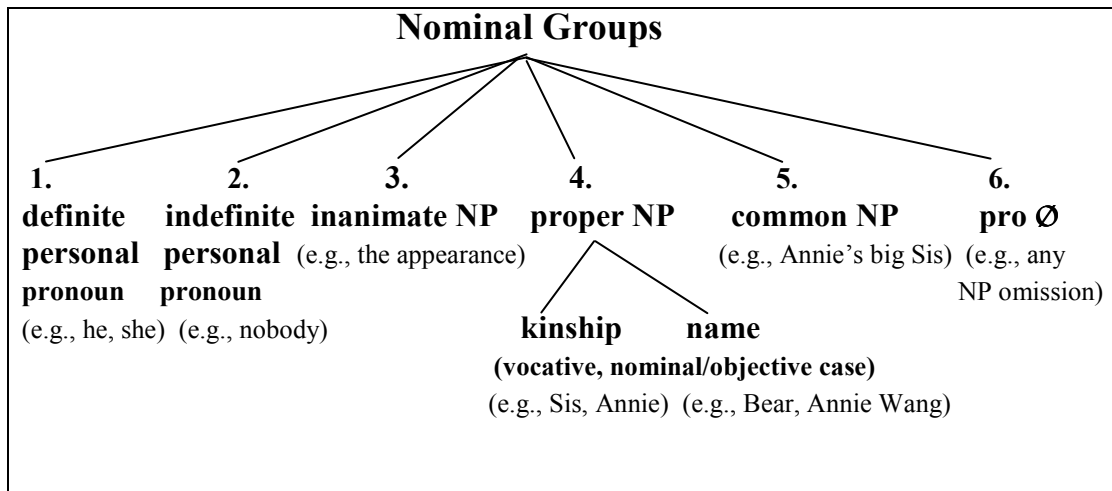 Nominal Groups
1. 2. 3. 4. 5. 6.
definite indefinite inanimate NP proper NP common NP pro Ø
personal personal (e.g., the appearance) (e.g., Annie’s big Sis) (e.g., any
pronoun pronoun NP omission)
(e.g., he, she) (e.g., nobody) kinship name
(vocative, nominal/objective case)
(e.g., Sis, Annie) (e.g., Bear, Annie Wang)